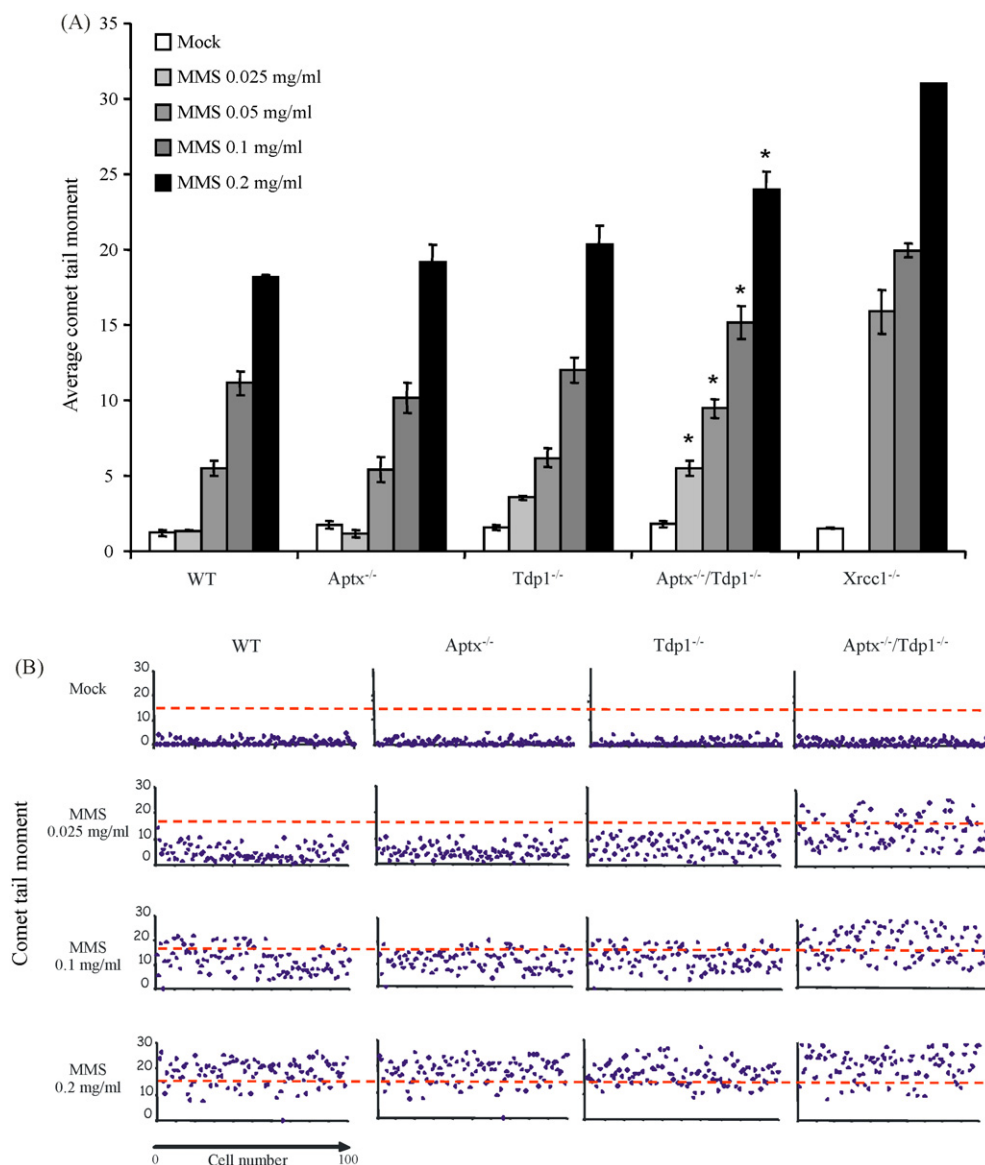 (A)
35
30
25
20
15
10
5
0
Average comet tail moment
Mock
MMS 0.025 mg/ml
MMS 0.05 mg/ml
MMS 0.1 mg/ml
MMS 0.2 mg/ml
* * * *
WT Aptx-/- Tdp1-/- Aptx-/-/Tdp1-/- Xrcc1-/-
(B)
WT Aptx-/- Tdp1-/- Aptx-/-/Tdp1-/-
Comet tail moment
Mock
30
20
10
0
MMS
0.025 mg/ml
30
20
10
0
MMS
0.1 mg/ml
30
20
10
0
MMS
0.2 mg/ml
30
20
10
0
0 Cell number 100